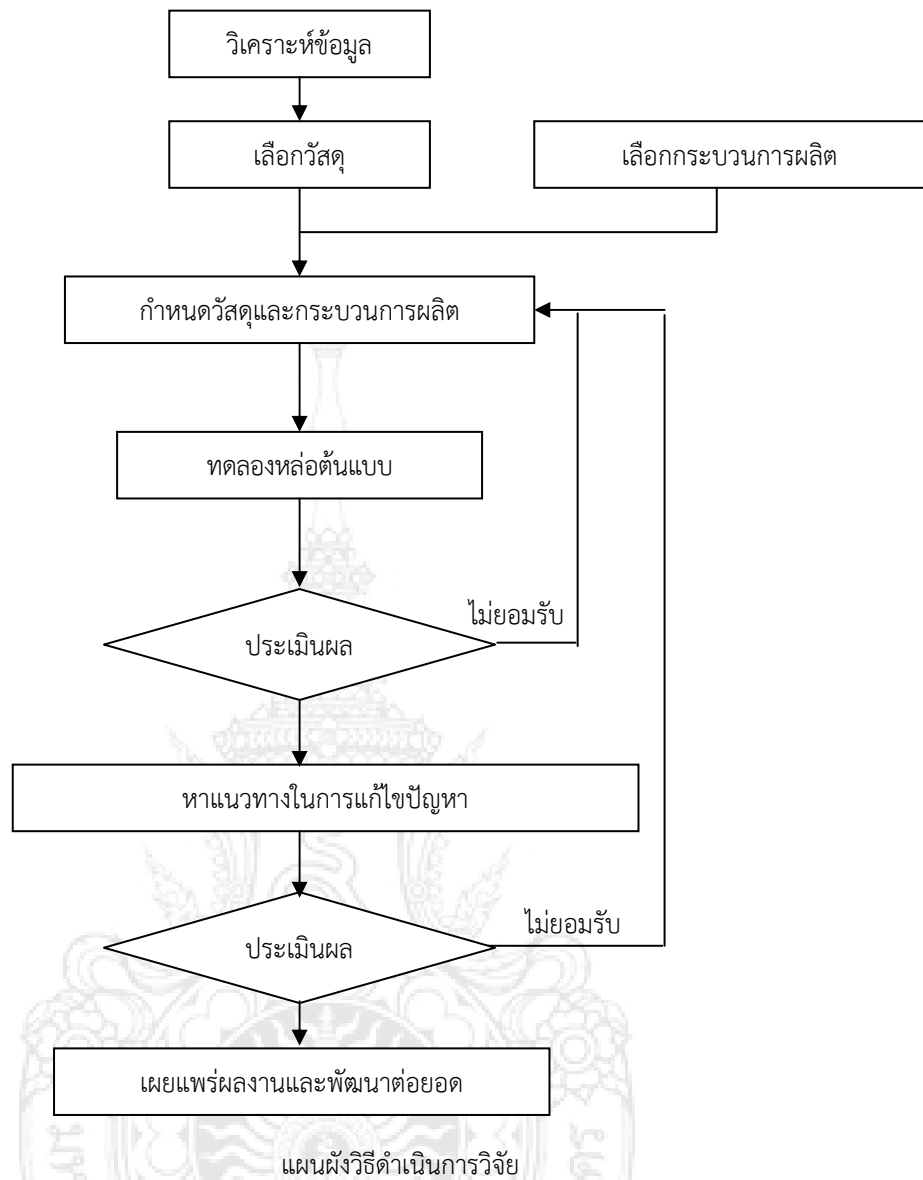 วิเคราะห์ข้อมูล
เลือกวัสดุ
เลือกกระบวนการผลิต
กำหนดวัสดุและกระบวนการผลิต
ทดลองหล่อต้นแบบ
ประเมินผล
ไม่ยอมรับ
หาแนวทางในการแก้ไขปัญหา
ประเมินผล
ไม่ยอมรับ
เผยแพร่ผลงานและพัฒนาต่อยอด
แผนผังวิธีดำเนินการวิจัย